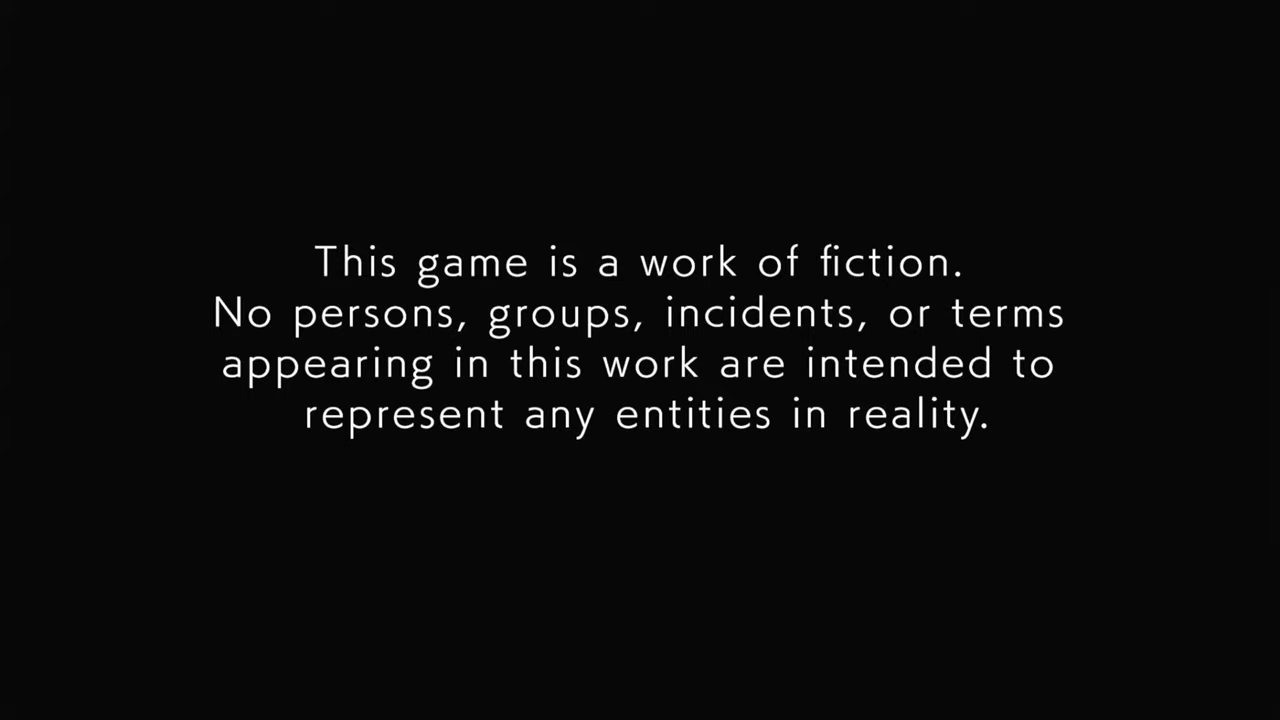 This game is a work of fiction.
No persons, groups, incidents, or terms
appearing in this work are intended to
represent any entities in reality.